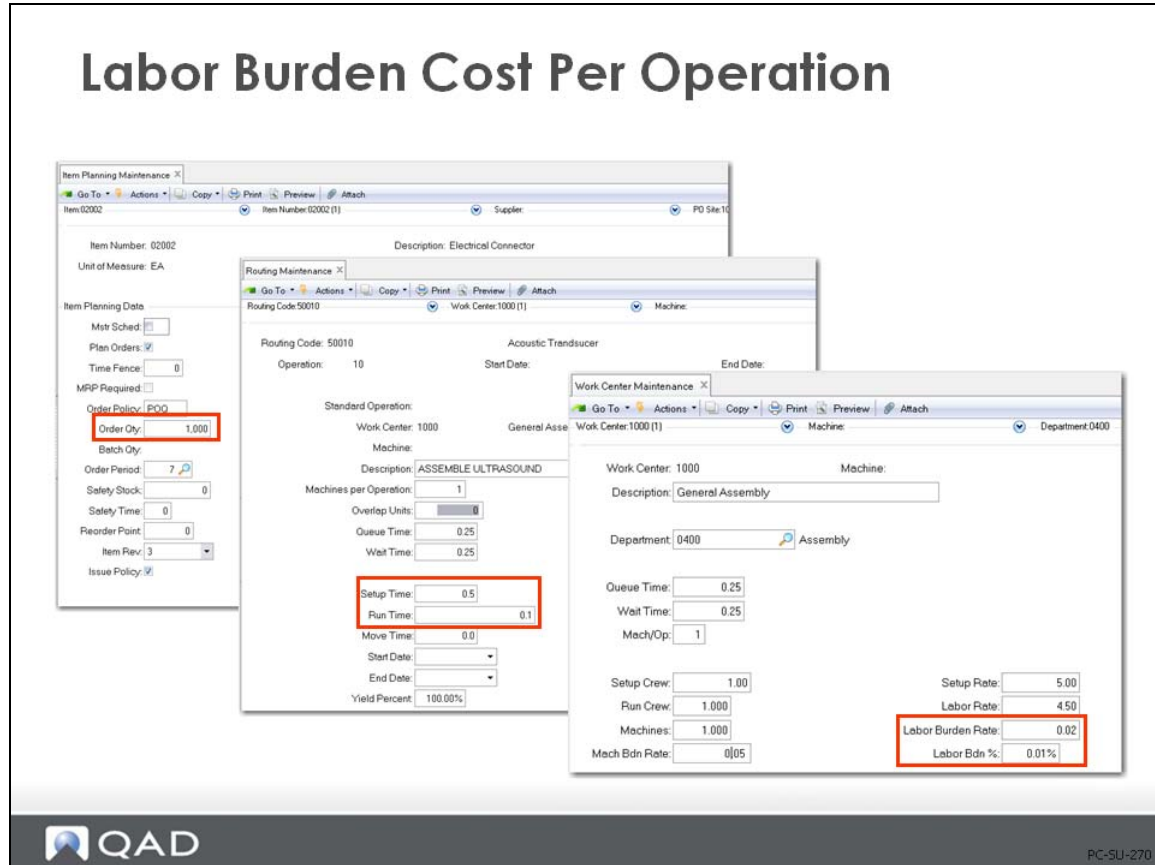 Labor Burden Cost Per Operation
Item Planning Maintenance X
Go To Actions Copy Print Preview Attach
Item:02002 Item Number:02002 (1) Supplier: PO Site:10
Item Number: 02002 Description: Electrical Connector
Unit of Measure: EA
Item Planning Data
Mstr Sched:
Plan Orders:
Time Fence: 0
MRP Required:
Order Policy: POQ
Order Qty: 1,000
Batch Qty:
Order Period: 7
Safety Stock: 0
Safety Time: 0
Reorder Point: 0
Item Rev: 3
Issue Policy:
Routing Maintenance X
Go To Actions Copy Print Preview Attach
Routing Code:50010 Work Center:1000 (1) Machine:
Routing Code: 50010 Acoustic Trandsucer
Operation: 10 Start Date: End Date:
Standard Operation:
Work Center: 1000 General Asse
Machine:
Description: ASSEMBLE ULTRASOUND
Machines per Operation: 1
Overlap Units: 0
Queue Time: 0.25
Wait Time: 0.25
Setup Time: 0.5
Run Time: 0.1
Move Time: 0.0
Start Date:
End Date:
Yield Percent: 100.00%
Work Center Maintenance X
Go To Actions Copy Print Preview Attach
Work Center:1000 (1) Machine: Department:0400
Work Center: 1000 Machine:
Description: General Assembly
Department: 0400 Assembly
Queue Time: 0.25
Wait Time: 0.25
Mach/Op: 1
Setup Crew: 1.00 Setup Rate: 5.00
Run Crew: 1.000 Labor Rate: 4.50
Machines: 1.000 Labor Burden Rate: 0.02
Mach Bdn Rate: 0.05 Labor Bdn %: 0.01%
QAD
PC-SU-270